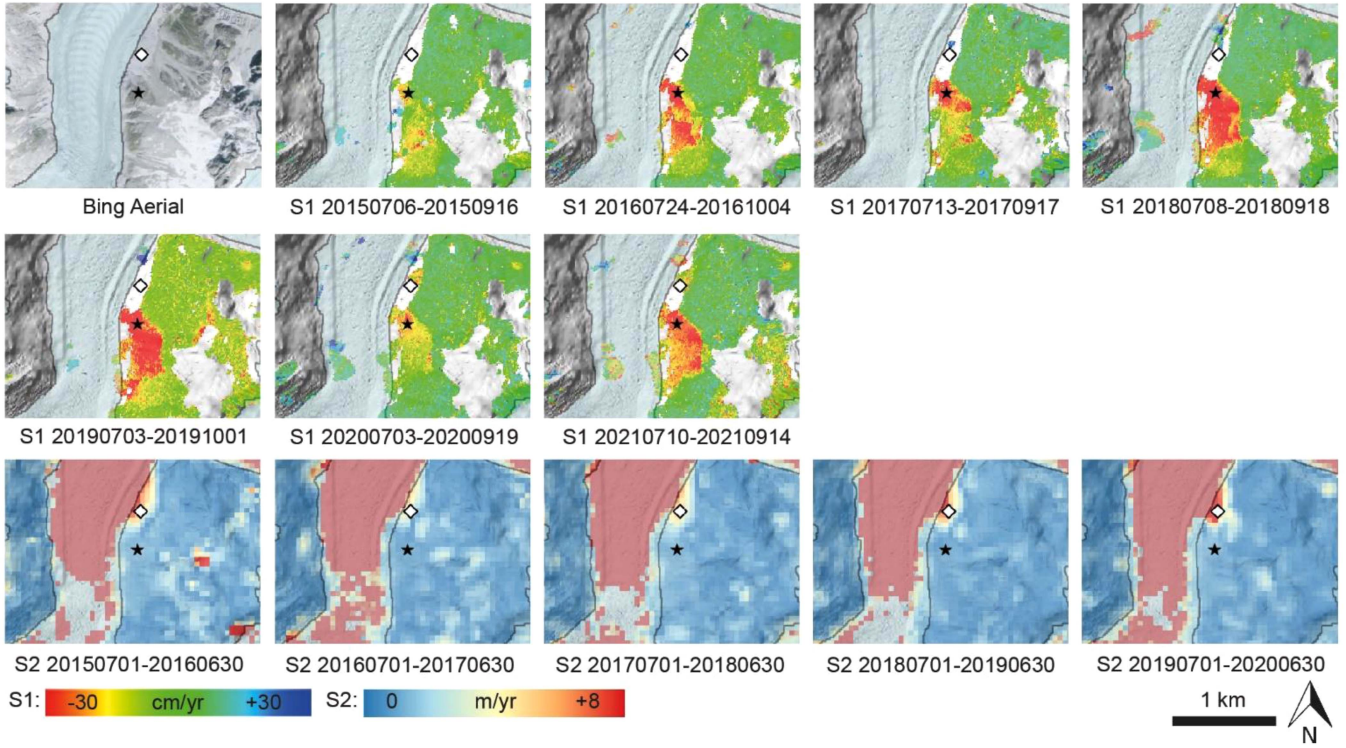 Bing Aerial
S1 20150706-20150916
S1 20160724-20161004
S1 20170713-20170917
S1 20180708-20180918
S1 20190703-20191001
S1 20200703-20200919
S1 20210710-20210914
S2 20150701-20160630
S2 20160701-20170630
S2 20170701-20180630
S2 20180701-20190630
S2 20190701-20200630
S1: -30 cm/yr +30
S2: 0 m/yr +8
1 km
N